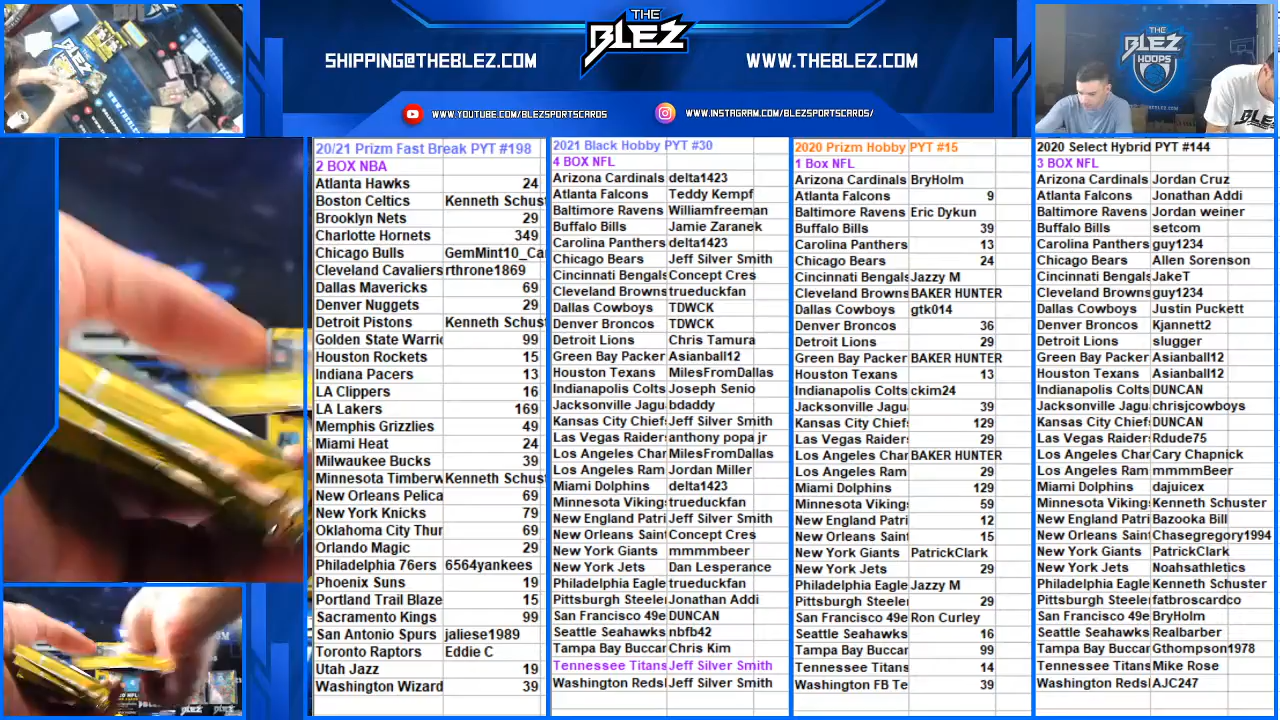 THE
BLEZ
SHIPPING@THEBLEZ.COM
WWW.THEBLEZ.COM
WWW.YOUTUBE.COM/BLEZSPORTSCARDS
WWW.INSTAGRAM.COM/BLEZSPORTSCARDS/
THE
BLEZ
HOOPS
20/21 Prizm Fast Break PYT #198
2 BOX NBA
Atlanta Hawks 24
Boston Celtics Kenneth Schust
Brooklyn Nets 29
Charlotte Hornets 349
Chicago Bulls GemMint10_Ca
Cleveland Cavaliers rthrone1869
Dallas Mavericks 69
Denver Nuggets 29
Detroit Pistons Kenneth Schust
Golden State Warric 99
Houston Rockets 15
Indiana Pacers 13
LA Clippers 16
LA Lakers 169
Memphis Grizzlies 49
Miami Heat 24
Milwaukee Bucks 39
Minnesota Timberw Kenneth Schust
New Orleans Pelica 69
New York Knicks 79
Oklahoma City Thur 69
Orlando Magic 29
Philadelphia 76ers 6564yankees
Phoenix Suns 19
Portland Trail Blaze 15
Sacramento Kings 99
San Antonio Spurs jaliese1989
Toronto Raptors Eddie C
Utah Jazz 19
Washington Wizard 39
2021 Black Hobby PYT #30
4 BOX NFL
Arizona Cardinals delta1423
Atlanta Falcons Teddy Kempf
Baltimore Ravens Williamfreeman
Buffalo Bills Jamie Zaranek
Carolina Panthers delta1423
Chicago Bears Jeff Silver Smith
Cincinnati Bengals Concept Cres
Cleveland Browns trueduckfan
Dallas Cowboys TDWCK
Denver Broncos TDWCK
Detroit Lions Chris Tamura
Green Bay Packer Asianball12
Houston Texans MilesFromDallas
Indianapolis Colts Joseph Senio
Jacksonville Jagu bdaddy
Kansas City Chief Jeff Silver Smith
Las Vegas Raider anthony popa jr
Los Angeles Char MilesFromDallas
Los Angeles Ram Jordan Miller
Miami Dolphins delta1423
Minnesota Viking trueduckfan
New England Patri Jeff Silver Smith
New Orleans Sain Concept Cres
New York Giants mmmmbeer
New York Jets Dan Lesperance
Philadelphia Eagle trueduckfan
Pittsburgh Steele Jonathan Addi
San Francisco 49e DUNCAN
Seattle Seahawks nbfb42
Tampa Bay Buccar Chris Kim
Tennessee Titans Jeff Silver Smith
Washington Reds Jeff Silver Smith
2020 Prizm Hobby PYT #15
1 Box NFL
Arizona Cardinals BryHolm
Atlanta Falcons 9
Baltimore Ravens Eric Dykun
Buffalo Bills 39
Carolina Panthers 13
Chicago Bears 24
Cincinnati Bengals Jazzy M
Cleveland Browns BAKER HUNTER
Dallas Cowboys gtk014
Denver Broncos 36
Detroit Lions 29
Green Bay Packer BAKER HUNTER
Houston Texans 13
Indianapolis Colts ckim24
Jacksonville Jagu 39
Kansas City Chiefs 129
Las Vegas Raiders 29
Los Angeles Char BAKER HUNTER
Los Angeles Ram 29
Miami Dolphins 129
Minnesota Vikings 59
New England Patri 12
New Orleans Saint 15
New York Giants PatrickClark
New York Jets 29
Philadelphia Eagle Jazzy M
Pittsburgh Steeler 29
San Francisco 49e Ron Curley
Seattle Seahawks 16
Tampa Bay Buccar 99
Tennessee Titans 14
Washington FB Te 39
2020 Select Hybrid PYT #144
3 BOX NFL
Arizona Cardinals Jordan Cruz
Atlanta Falcons Jonathan Addi
Baltimore Ravens Jordan weiner
Buffalo Bills setcom
Carolina Panthers guy1234
Chicago Bears Allen Sorenson
Cincinnati Bengals JakeT
Cleveland Browns guy1234
Dallas Cowboys Justin Puckett
Denver Broncos Kjannett2
Detroit Lions slugger
Green Bay Packer Asianball12
Houston Texans Asianball12
Indianapolis Colts DUNCAN
Jacksonville Jagu chrisjcowboys
Kansas City Chief DUNCAN
Las Vegas Raider Rdude75
Los Angeles Char Cary Chapnick
Los Angeles Ram mmmmBeer
Miami Dolphins dajuicex
Minnesota Viking Kenneth Schuster
New England Patri Bazooka Bill
New Orleans Sain Chasegregory1994
New York Giants PatrickClark
New York Jets Noahsathletics
Philadelphia Eagle Kenneth Schuster
Pittsburgh Steele fatbroscardco
San Francisco 49e BryHolm
Seattle Seahawks Realbarber
Tampa Bay Buccar Gthompson1978
Tennessee Titans Mike Rose
Washington Reds AJC247